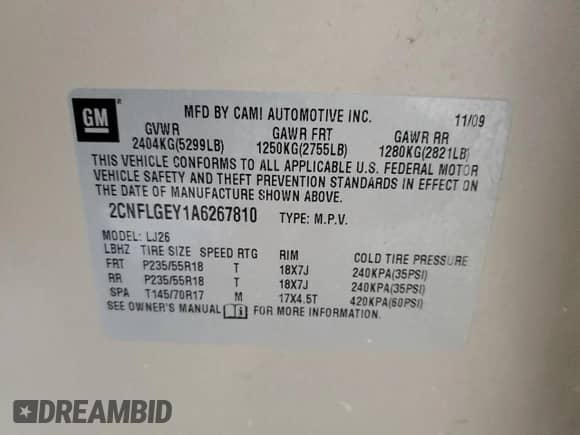 GM
MFD BY CAMI AUTOMOTIVE INC. 11/09
GVWR GAWR FRT GAWR RR
2404KG(5299LB) 1250KG(2755LB) 1280KG(2821LB)
THIS VEHICLE CONFORMS TO ALL APPLICABLE U.S. FEDERAL MOTOR
VEHICLE SAFETY AND THEFT PREVENTION STANDARDS IN EFFECT ON
THE DATE OF MANUFACTURE SHOWN ABOVE.
2CNFLGEY1A6267810 TYPE: M.P.V.
MODEL: LJ26
LBHZ TIRE SIZE SPEED RTG RIM COLD TIRE PRESSURE
FRT P235/55R18 T 18X7J 240KPA(35PSI)
RR P235/55R18 T 18X7J 240KPA(35PSI)
SPA T145/70R17 M 17X4.5T 420KPA(60PSI)
SEE OWNER'S MANUAL FOR MORE INFORMATION.
DREAMBID